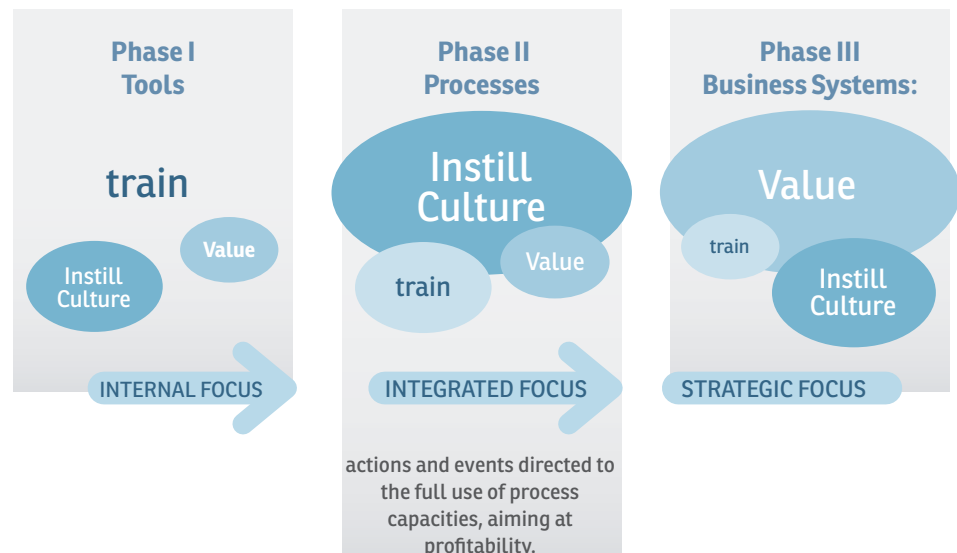 Phase I
Tools
train
Value
Instill
Culture
INTERNAL FOCUS
Phase II
Processes
Instill
Culture
Value
train
INTEGRATED FOCUS
actions and events directed to
the full use of process
capacities, aiming at
profitability.
Phase III
Business Systems:
Value
train
Instill
Culture
STRATEGIC FOCUS